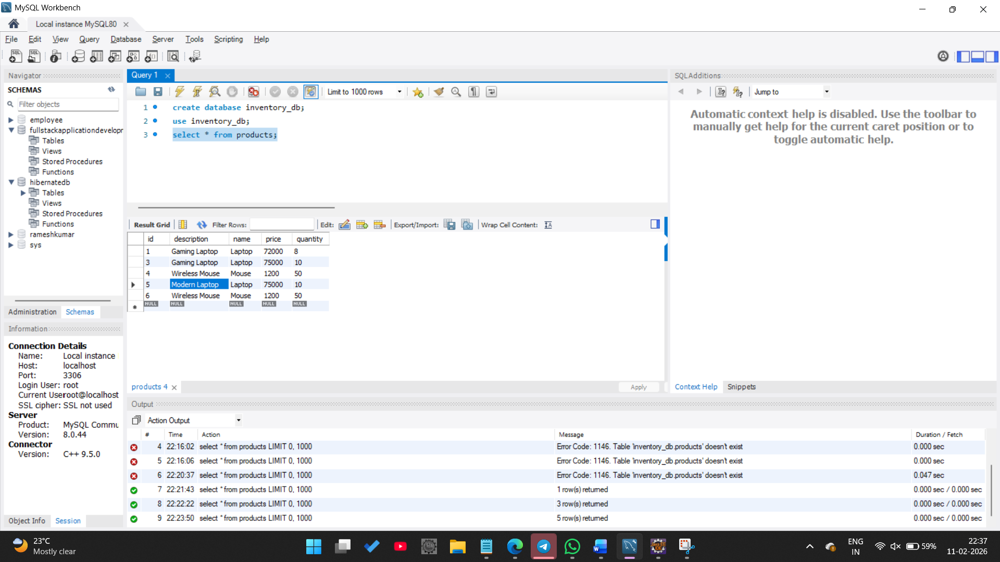 MySQL Workbench
Local instance MySQL80
File Edit View Query Database Server Tools Scripting Help
Navigator
SCHEMAS
Filter objects
employee
fullstackapplicationdevelopr
Tables
Views
Stored Procedures
Functions
hibernatedb
Tables
Views
Stored Procedures
Functions
rameshkumar
sys
Administration Schemas
Information
Connection Details
Name: Local instance
Host: localhost
Port: 3306
Login User: root
Current User root@localhost
SSL cipher: SSL not used
Server
Product: MySQL Commu
Version: 8.0.44
Connector
Version: C++ 9.5.0
Object Info Session
Query 1
Limit to 1000 rows
1 create database inventory_db;
2 use inventory_db;
3 select * from products;
Result Grid Filter Rows: Edit: Export/Import: Wrap Cell Content:
id description name price quantity
1 Gaming Laptop Laptop 72000 8
3 Gaming Laptop Laptop 75000 10
4 Wireless Mouse Mouse 1200 50
5 Modern Laptop Laptop 75000 10
6 Wireless Mouse Mouse 1200 50
NULL NULL NULL NULL NULL
products 4
Apply
SQLAdditions
Jump to
Automatic context help is disabled. Use the toolbar to
manually get help for the current caret position or to
toggle automatic help.
Context Help Snippets
Output
Action Output
# Time Action Message Duration / Fetch
4 22:16:02 select * from products LIMIT 0, 1000 Error Code: 1146. Table 'inventory_db.products' doesn't exist 0.000 sec
5 22:16:06 select * from products LIMIT 0, 1000 Error Code: 1146. Table 'inventory_db.products' doesn't exist 0.000 sec
6 22:20:37 select * from products LIMIT 0, 1000 Error Code: 1146. Table 'inventory_db.products' doesn't exist 0.047 sec
7 22:21:43 select * from products LIMIT 0, 1000 1 row(s) returned 0.000 sec / 0.000 sec
8 22:22:22 select * from products LIMIT 0, 1000 3 row(s) returned 0.000 sec / 0.000 sec
9 22:23:50 select * from products LIMIT 0, 1000 5 row(s) returned 0.000 sec / 0.000 sec
23°C
Mostly clear
ENG
IN
59%
22:37
11-02-2026